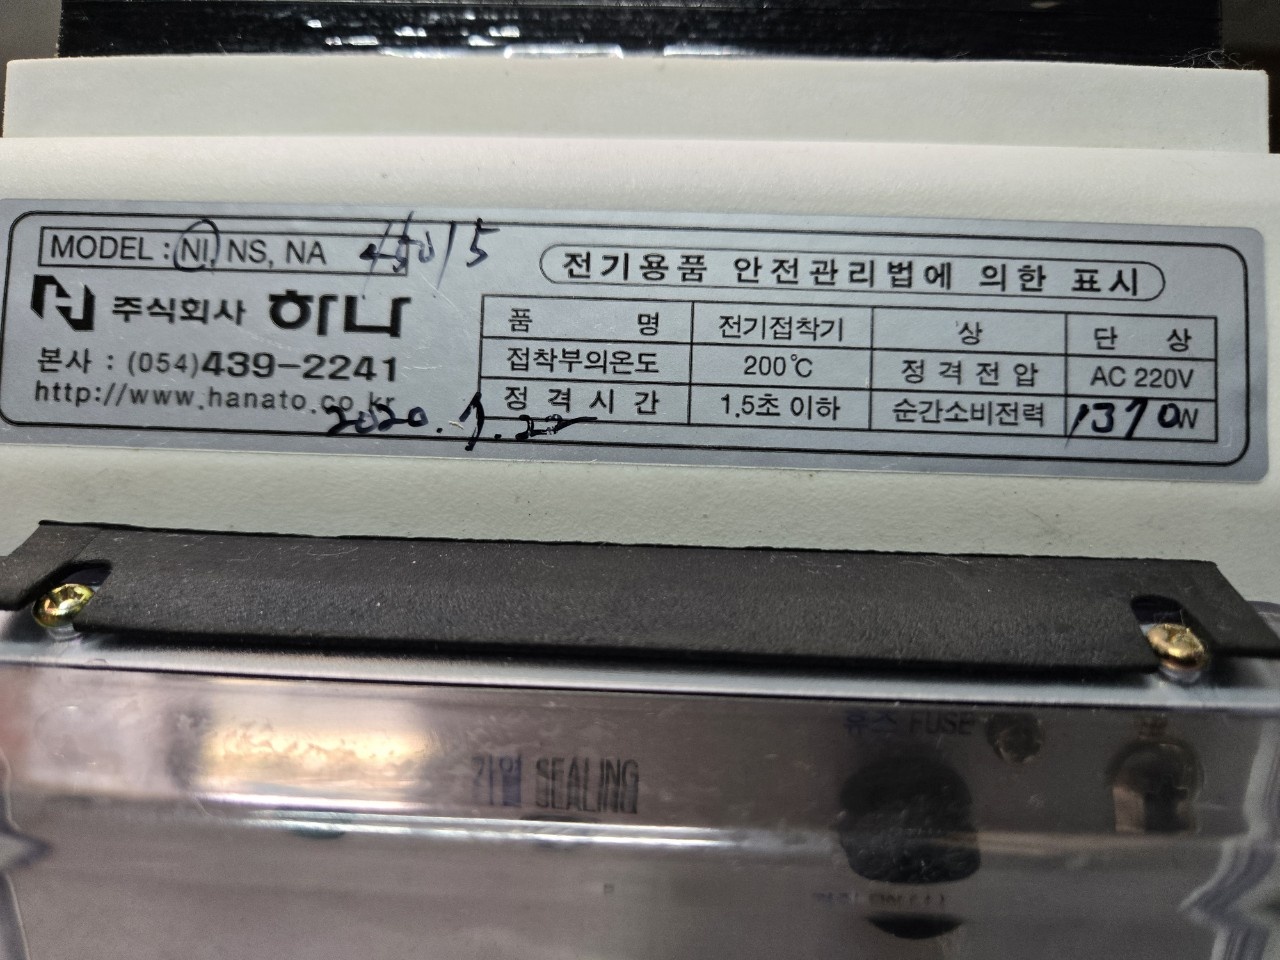 MODEL : NI, NS, NA
주식회사 하나
본사 : (054)439-2241
http://www.hanato.co.kr
2020. 7. 22
전기용품 안전관리법에 의한 표시
품 명 전기접착기 상 단 상
접착부의온도 200℃ 정격전압 AC 220V
정격시간 1.5초 이하 순간소비전력 1370W
가열 SEALING
퓨즈 FUSE